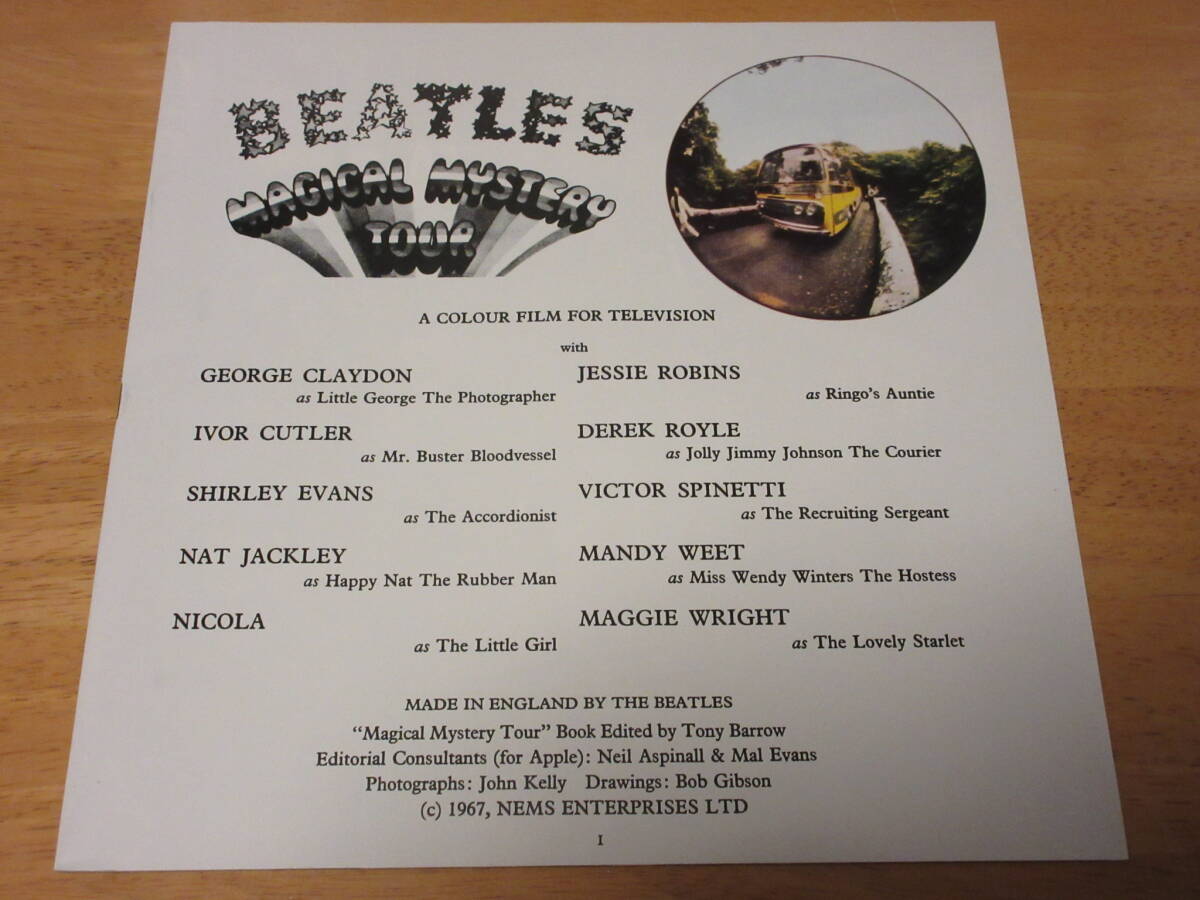 BEATLES
MAGICAL MYSTERY
TOUR
A COLOUR FILM FOR TELEVISION
with
GEORGE CLAYDON
as Little George The Photographer
JESSIE ROBINS
as Ringo's Auntie
IVOR CUTLER
as Mr. Buster Bloodvessel
DEREK ROYLE
as Jolly Jimmy Johnson The Courier
SHIRLEY EVANS
as The Accordionist
VICTOR SPINETTI
as The Recruiting Sergeant
NAT JACKLEY
as Happy Nat The Rubber Man
MANDY WEET
as Miss Wendy Winters The Hostess
NICOLA
as The Little Girl
MAGGIE WRIGHT
as The Lovely Starlet
MADE IN ENGLAND BY THE BEATLES
“Magical Mystery Tour” Book Edited by Tony Barrow
Editorial Consultants (for Apple): Neil Aspinall & Mal Evans
Photographs: John Kelly Drawings: Bob Gibson
(c) 1967, NEMS ENTERPRISES LTD
1